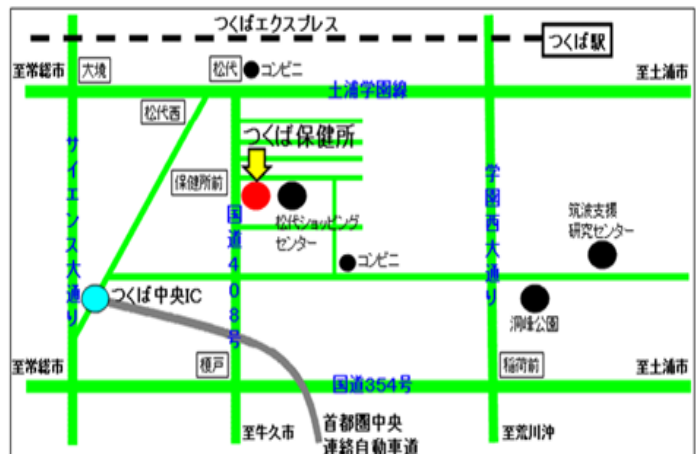 つくばエクスプレス
つくば駅
至常総市
大境
松代
コンビニ
至土浦市
土浦学園線
松代西
つくば保健所
サイエンス大通り
保健所前
国道408号
学園西大通り
松代ショッピング
センター
筑波支援
研究センター
コンビニ
つくば中央IC
洞峰公園
至常総市
榎戸
国道354号
稲荷前
至土浦市
至牛久市
首都圏中央
連絡自動車道
至荒川沖